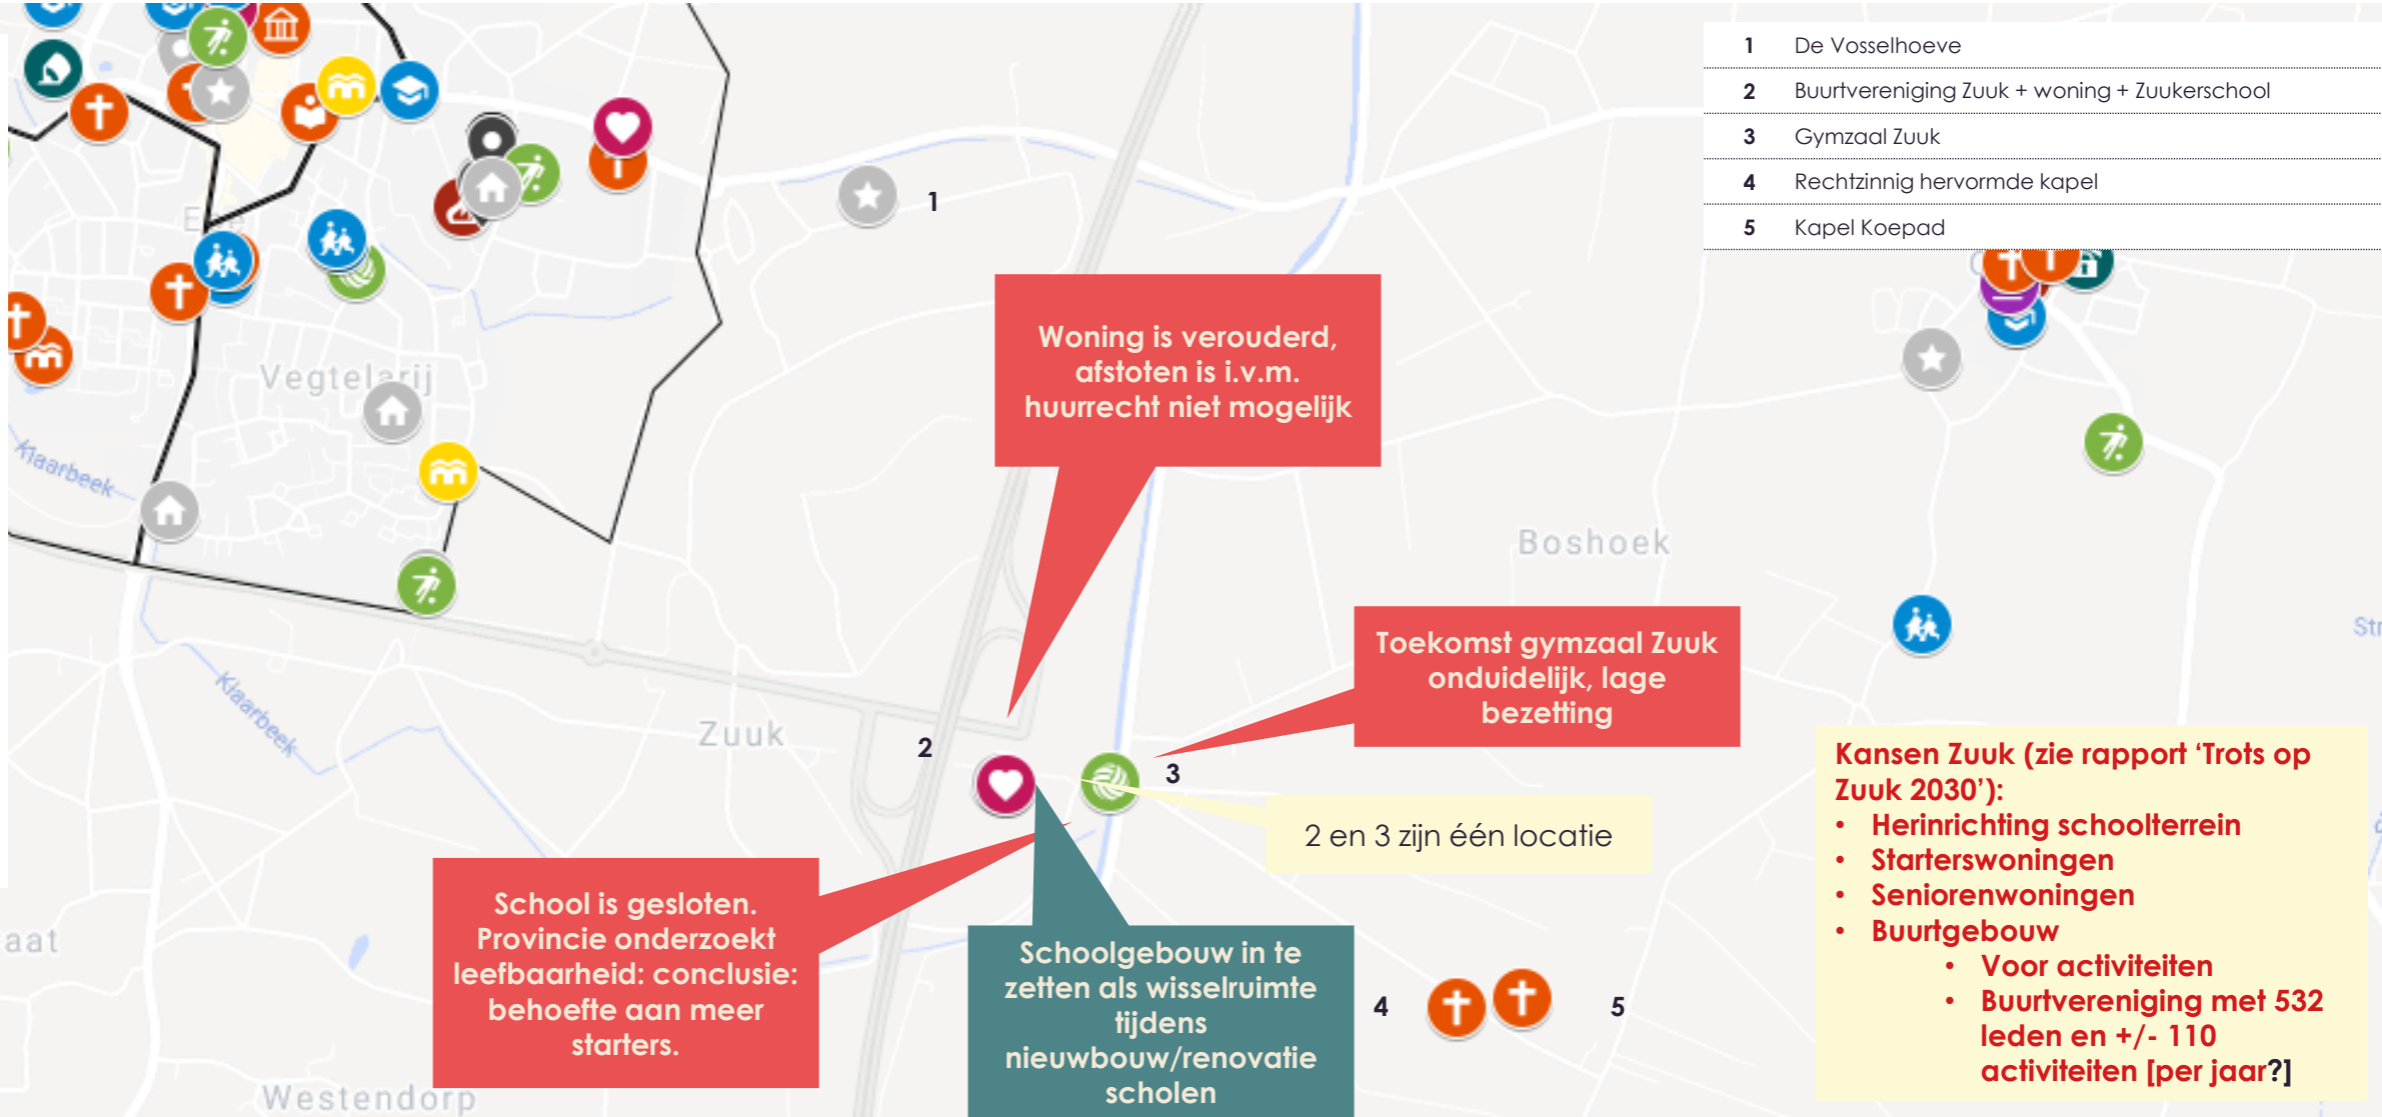 1 De Vosselhoeve
2 Buurtvereniging Zuuk + woning + Zuukerschool
3 Gymzaal Zuuk
4 Rechtzinnig hervormde kapel
5 Kapel Koepad
1
Woning is verouderd,
afstoten is i.v.m.
huurrecht niet mogelijk
Vegtelarij
Klaarbeek
Boshoek
Toekomst gymzaal Zuuk
onduidelijk, lage
bezetting
Klaarbeek
Zuuk
2
3
2 en 3 zijn één locatie
Kansen Zuuk (zie rapport ‘Trots op
Zuuk 2030’):
• Herinrichting schoolterrein
• Starterswoningen
• Seniorenwoningen
• Buurtgebouw
• Voor activiteiten
• Buurtvereniging met 532
leden en +/- 110
activiteiten [per jaar?]
School is gesloten.
Provincie onderzoekt
leefbaarheid: conclusie:
behoefte aan meer
starters.
Schoolgebouw in te
zetten als wisselruimte
tijdens
nieuwbouw/renovatie
scholen
4
5
aat
Westendorp